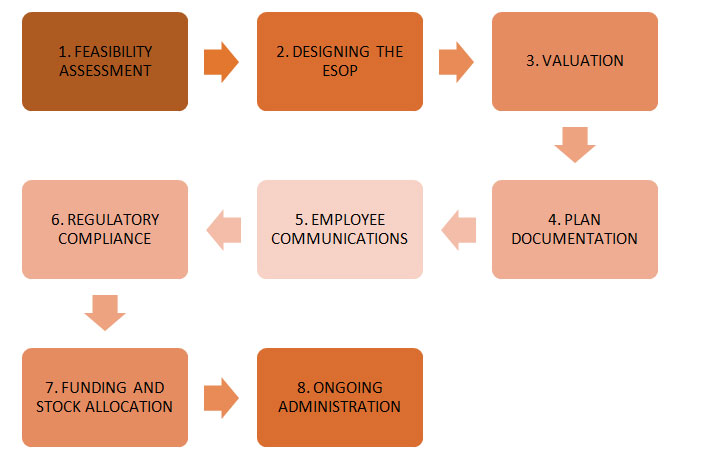 1. FEASIBILITY
ASSESSMENT
2. DESIGNING THE
ESOP
3. VALUATION
4. PLAN
DOCUMENTATION
5. EMPLOYEE
COMMUNICATIONS
6. REGULATORY
COMPLIANCE
7. FUNDING AND
STOCK ALLOCATION
8. ONGOING
ADMINISTRATION